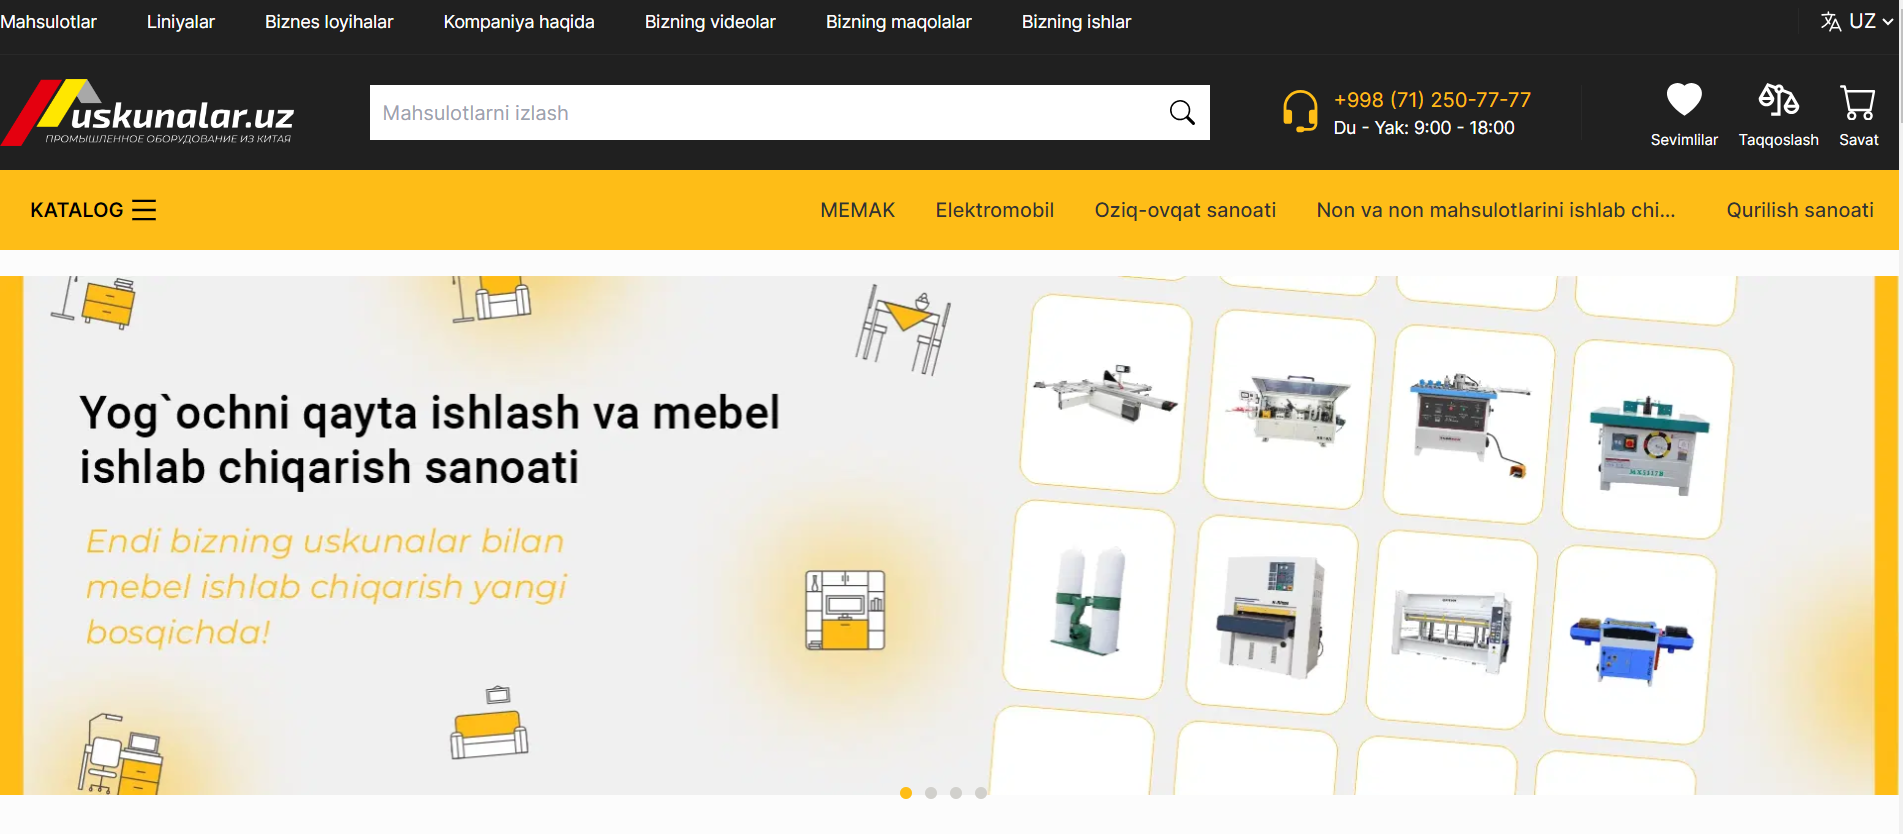 Mahsulotlar Liniyalar Biznes loyihalar Kompaniya haqida Bizning videolar Bizning maqolalar Bizning ishlar UZ
uskunalar.uz
ПРОМЫШЛЕННОЕ ОБОРУДОВАНИЕ ИЗ КИТАЯ
Mahsulotlarni izlash
+998 (71) 250-77-77
Du - Yak: 9:00 - 18:00
Sevimlilar Taqqoslash Savat
KATALOG MEMAK Elektromobil Oziq-ovqat sanoati Non va non mahsulotlarini ishlab chi... Qurilish sanoati
Yog`ochni qayta ishlash va mebel
ishlab chiqarish sanoati
Endi bizning uskunalar bilan
mebel ishlab chiqarish yangi
bosqichda!